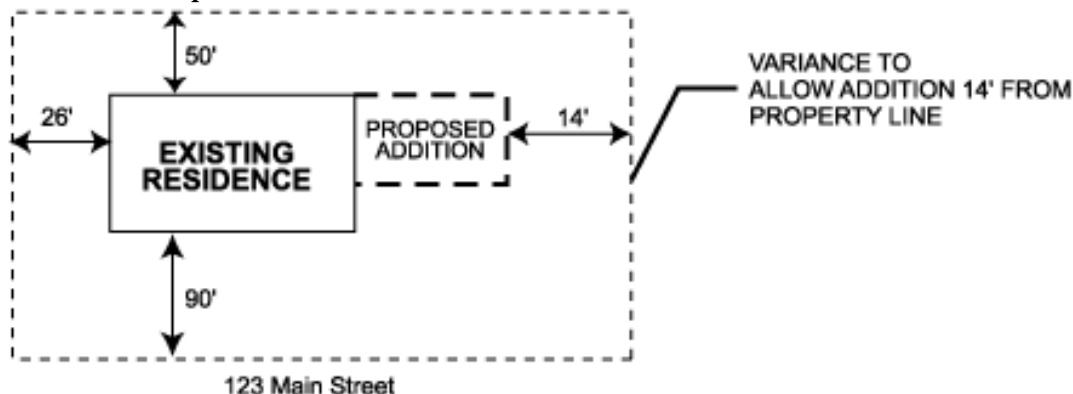 50'
26'
EXISTING
RESIDENCE
PROPOSED
ADDITION
14'
VARIANCE TO
ALLOW ADDITION 14' FROM
PROPERTY LINE
90'
123 Main Street